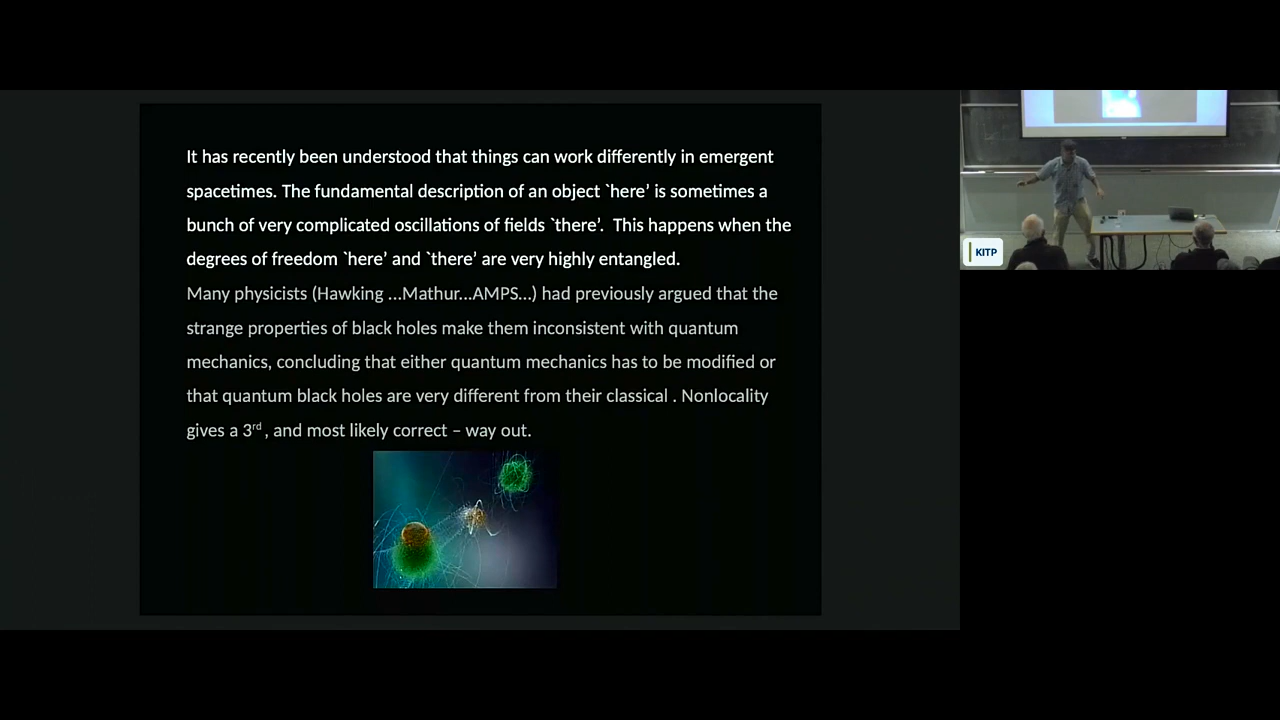 It has recently been understood that things can work differently in emergent
spacetimes. The fundamental description of an object `here’ is sometimes a
bunch of very complicated oscillations of fields `there’.  This happens when the
degrees of freedom `here’ and `there’ are very highly entangled.
Many physicists (Hawking ...Mathur...AMPS...) had previously argued that the
strange properties of black holes make them inconsistent with quantum
mechanics, concluding that either quantum mechanics has to be modified or
that quantum black holes are very different from their classical . Nonlocality
gives a 3rd , and most likely correct – way out.
KITP